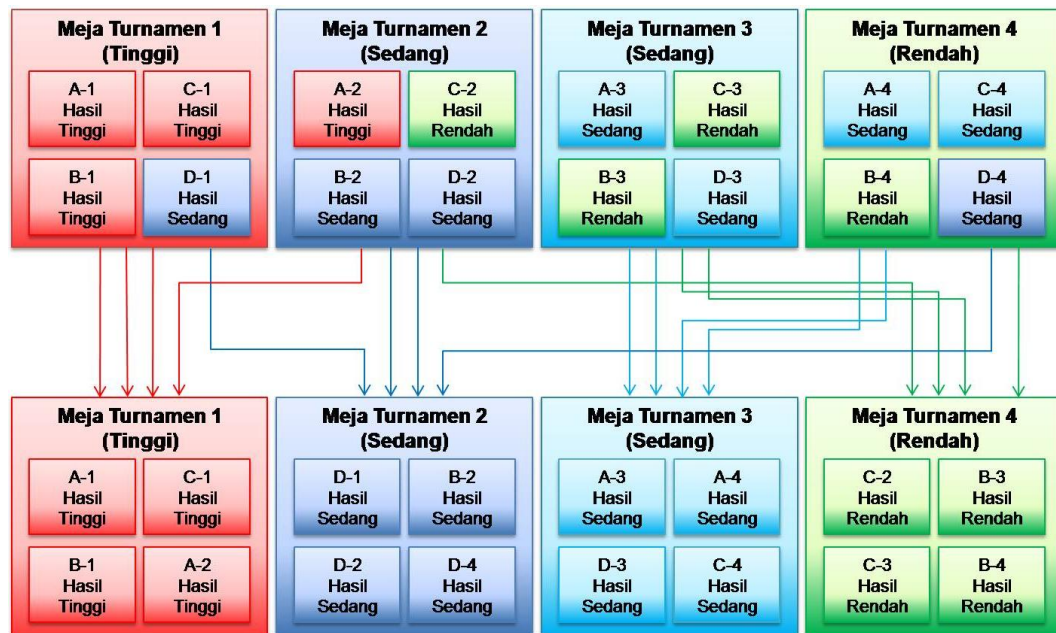 Meja Turnamen 1
(Tinggi)
A-1
Hasil
Tinggi
C-1
Hasil
Tinggi
B-1
Hasil
Tinggi
D-1
Hasil
Sedang
Meja Turnamen 2
(Sedang)
A-2
Hasil
Tinggi
C-2
Hasil
Rendah
B-2
Hasil
Sedang
D-2
Hasil
Sedang
Meja Turnamen 3
(Sedang)
A-3
Hasil
Sedang
C-3
Hasil
Rendah
B-3
Hasil
Rendah
D-3
Hasil
Sedang
Meja Turnamen 4
(Rendah)
A-4
Hasil
Sedang
C-4
Hasil
Sedang
B-4
Hasil
Rendah
D-4
Hasil
Sedang
Meja Turnamen 1
(Tinggi)
A-1
Hasil
Tinggi
C-1
Hasil
Tinggi
B-1
Hasil
Tinggi
A-2
Hasil
Tinggi
Meja Turnamen 2
(Sedang)
D-1
Hasil
Sedang
B-2
Hasil
Sedang
D-2
Hasil
Sedang
D-4
Hasil
Sedang
Meja Turnamen 3
(Sedang)
A-3
Hasil
Sedang
A-4
Hasil
Sedang
D-3
Hasil
Sedang
C-4
Hasil
Sedang
Meja Turnamen 4
(Rendah)
C-2
Hasil
Rendah
B-3
Hasil
Rendah
C-3
Hasil
Rendah
B-4
Hasil
Rendah